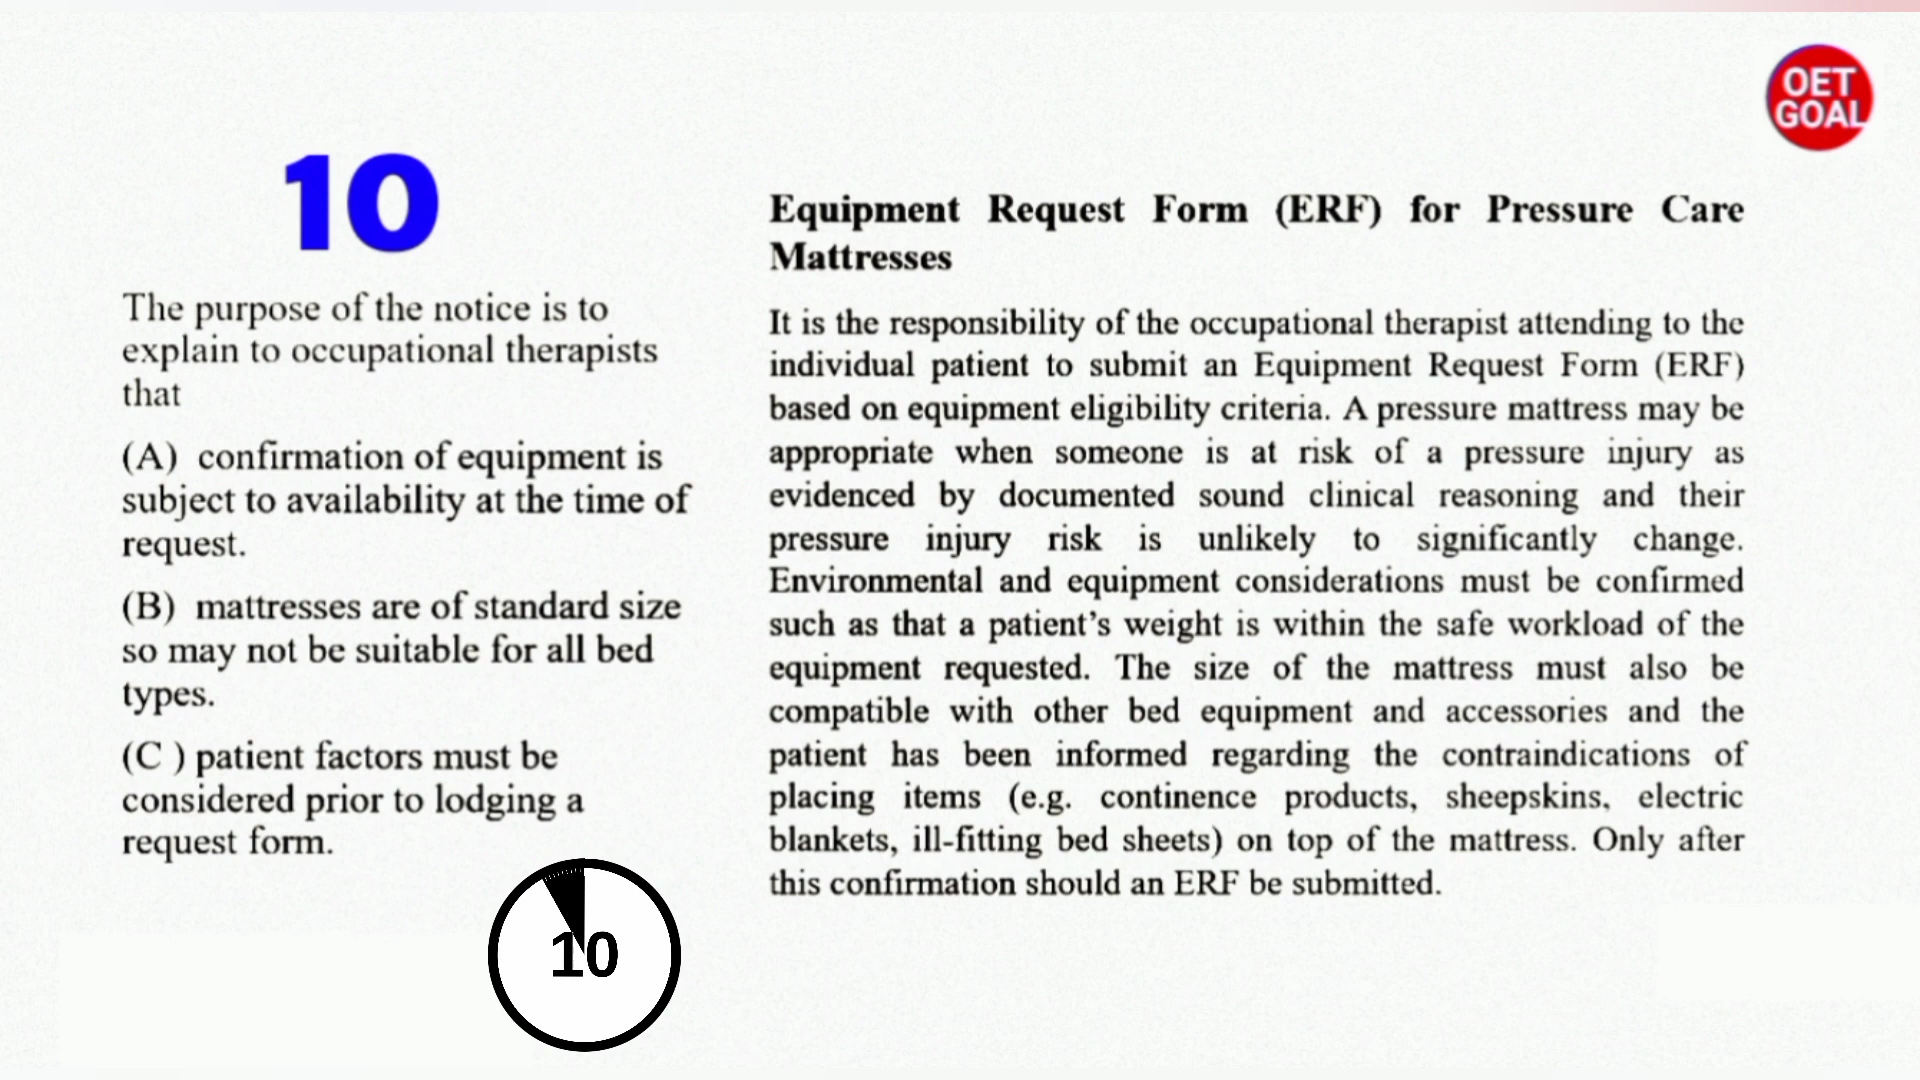 OET
GOAL
10
The purpose of the notice is to
explain to occupational therapists
that
(A) confirmation of equipment is
subject to availability at the time of
request.
(B) mattresses are of standard size
so may not be suitable for all bed
types.
(C ) patient factors must be
considered prior to lodging a
request form.
10
Equipment Request Form (ERF) for Pressure Care
Mattresses
It is the responsibility of the occupational therapist attending to the
individual patient to submit an Equipment Request Form (ERF)
based on equipment eligibility criteria. A pressure mattress may be
appropriate when someone is at risk of a pressure injury as
evidenced by documented sound clinical reasoning and their
pressure injury risk is unlikely to significantly change.
Environmental and equipment considerations must be confirmed
such as that a patient’s weight is within the safe workload of the
equipment requested. The size of the mattress must also be
compatible with other bed equipment and accessories and the
patient has been informed regarding the contraindications of
placing items (e.g. continence products, sheepskins, electric
blankets, ill-fitting bed sheets) on top of the mattress. Only after
this confirmation should an ERF be submitted.